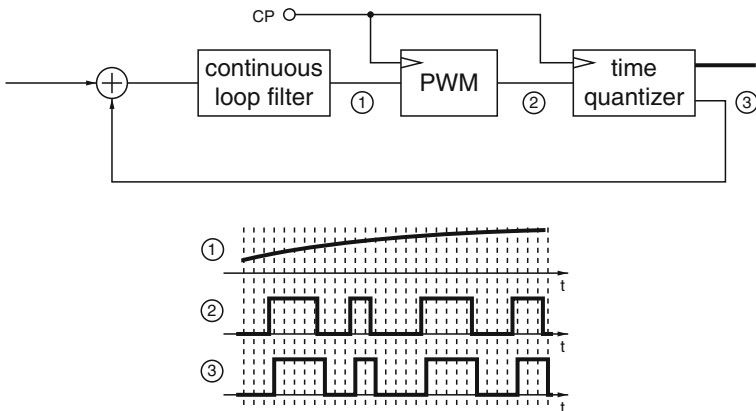 CP
continuous
loop filter
PWM
time
quantizer
①
②
③
①
t
②
t
③
t